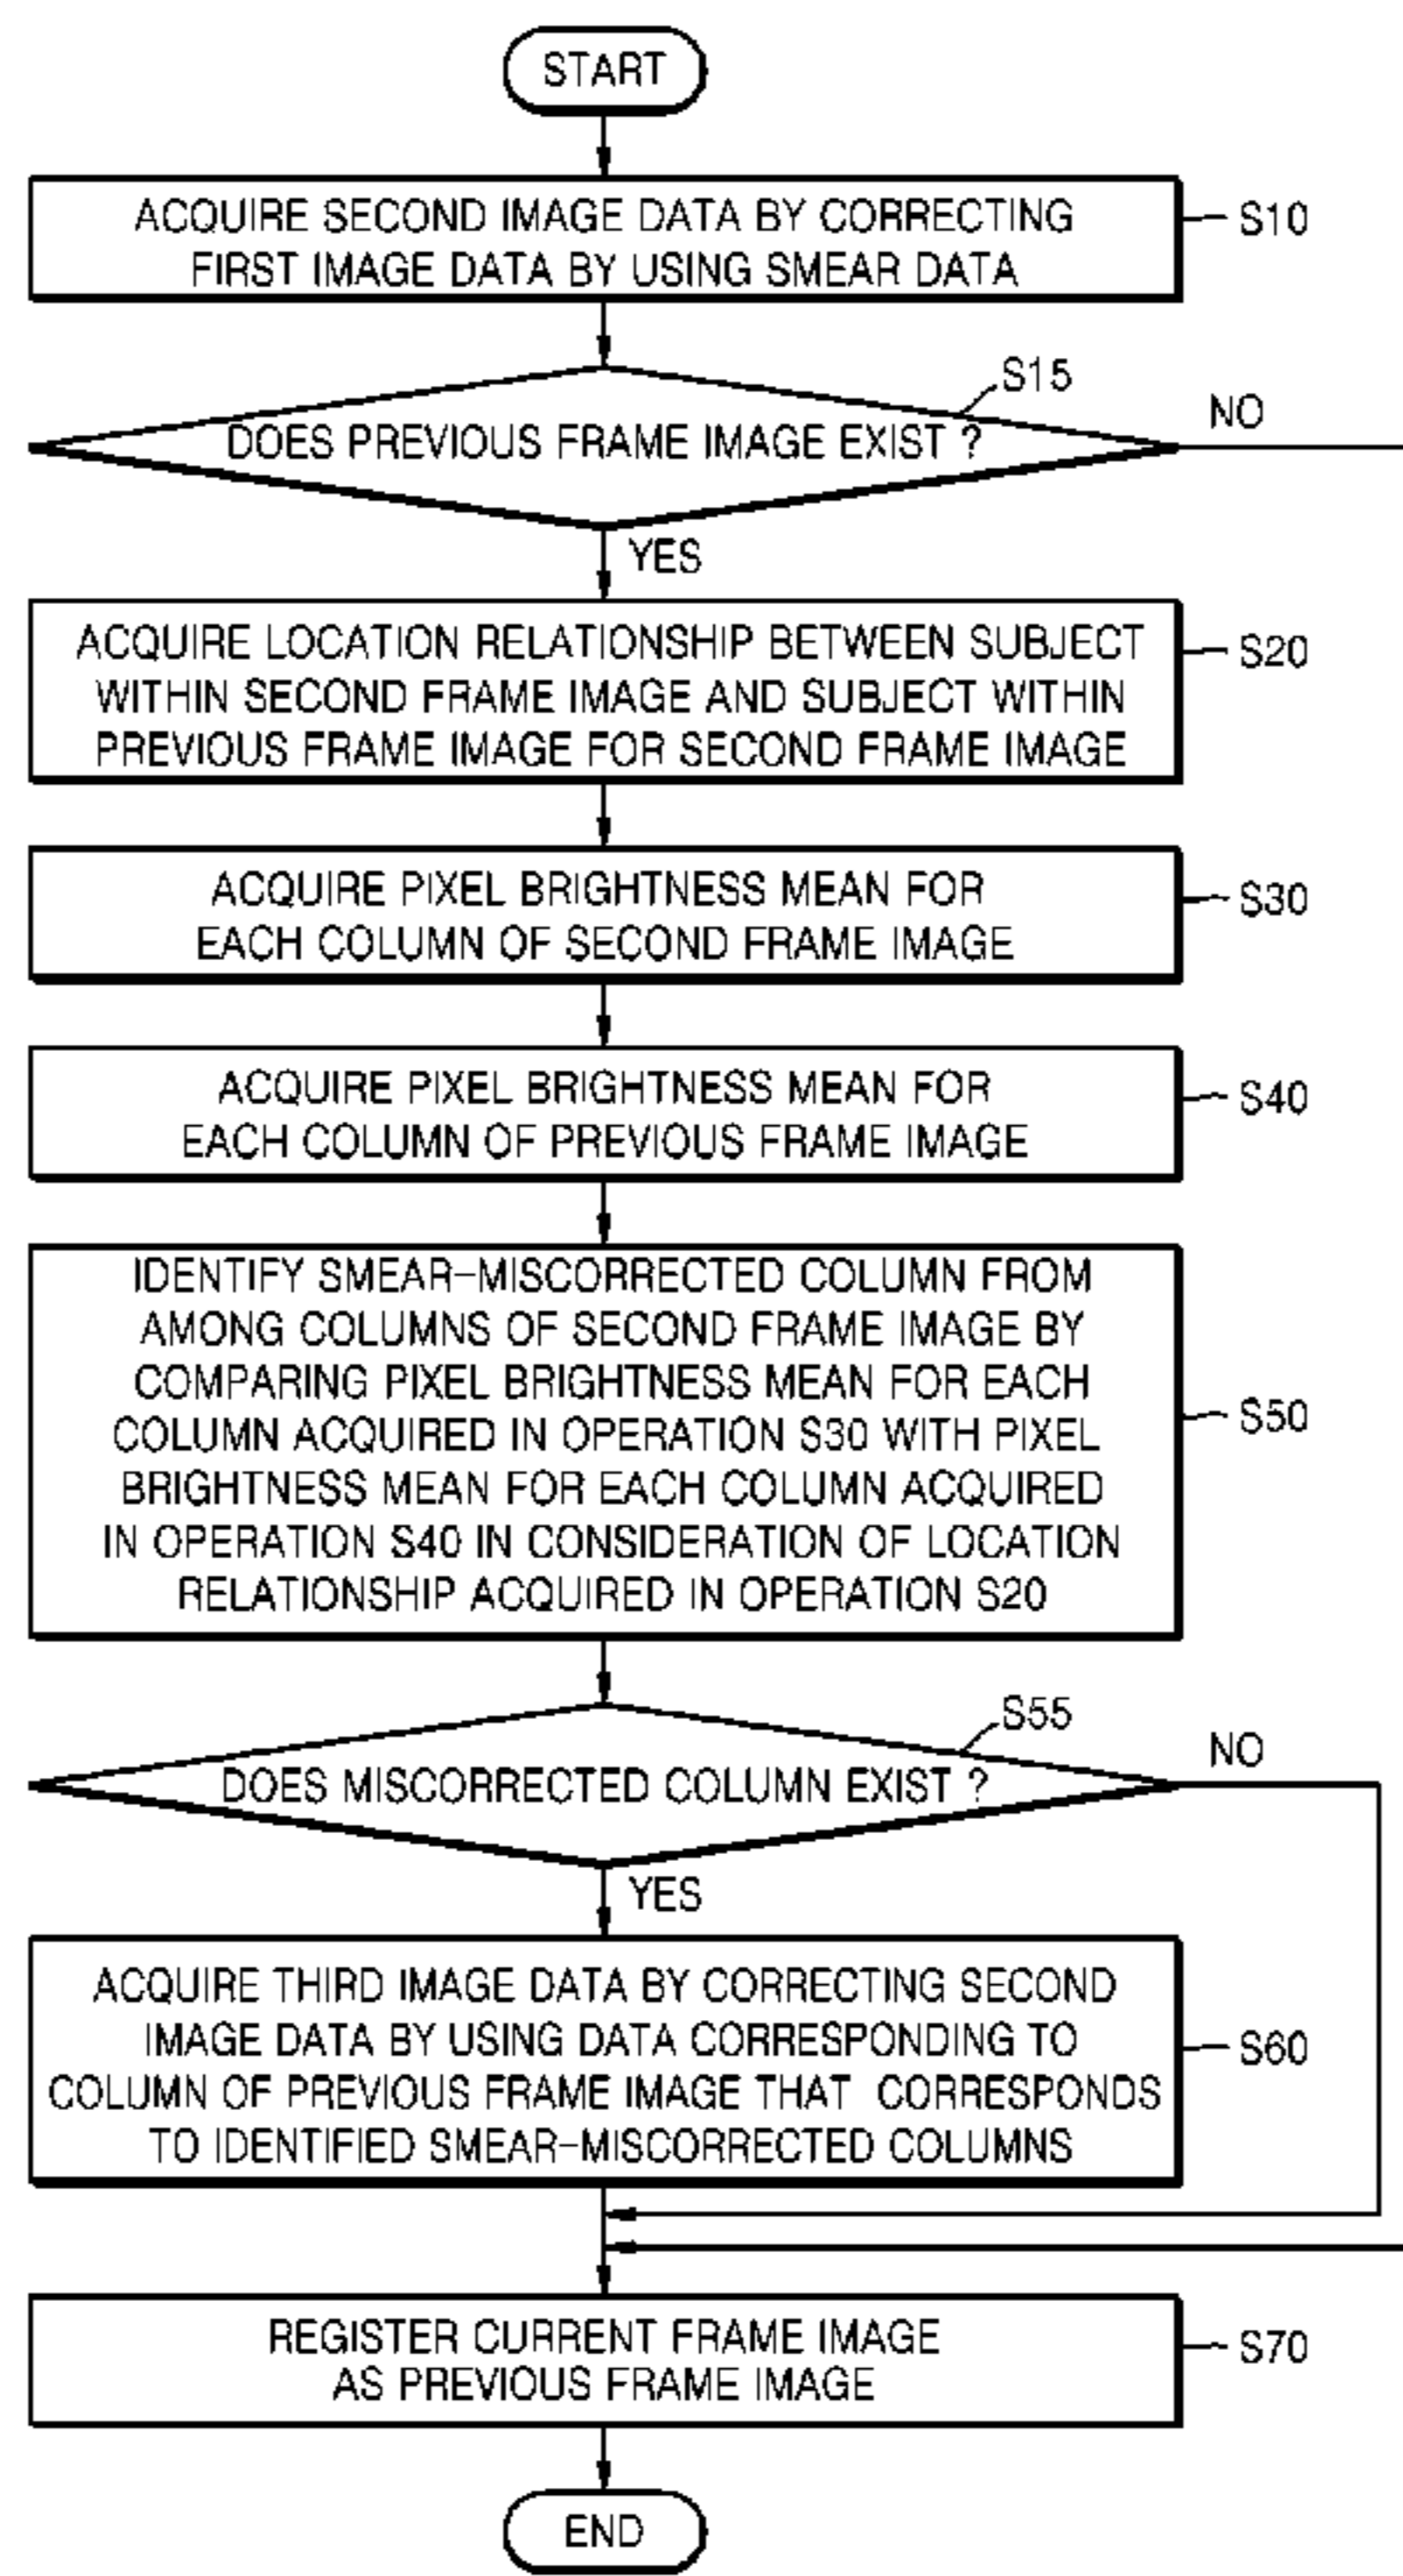 START
ACQUIRE SECOND IMAGE DATA BY CORRECTING
FIRST IMAGE DATA BY USING SMEAR DATA
S10
S15
NO
DOES PREVIOUS FRAME IMAGE EXIST ?
YES
ACQUIRE LOCATION RELATIONSHIP BETWEEN SUBJECT
WITHIN SECOND FRAME IMAGE AND SUBJECT WITHIN
PREVIOUS FRAME IMAGE FOR SECOND FRAME IMAGE
S20
ACQUIRE PIXEL BRIGHTNESS MEAN FOR
EACH COLUMN OF SECOND FRAME IMAGE
S30
ACQUIRE PIXEL BRIGHTNESS MEAN FOR
EACH COLUMN OF PREVIOUS FRAME IMAGE
S40
IDENTIFY SMEAR-MISCORRECTED COLUMN FROM
AMONG COLUMNS OF SECOND FRAME IMAGE BY
COMPARING PIXEL BRIGHTNESS MEAN FOR EACH
COLUMN ACQUIRED IN OPERATION S30 WITH PIXEL
BRIGHTNESS MEAN FOR EACH COLUMN ACQUIRED
IN OPERATION S40 IN CONSIDERATION OF LOCATION
RELATIONSHIP ACQUIRED IN OPERATION S20
S50
S55
NO
DOES MISCORRECTED COLUMN EXIST ?
YES
ACQUIRE THIRD IMAGE DATA BY CORRECTING SECOND
IMAGE DATA BY USING DATA CORRESPONDING TO
COLUMN OF PREVIOUS FRAME IMAGE THAT CORRESPONDS
TO IDENTIFIED SMEAR-MISCORRECTED COLUMNS
S60
REGISTER CURRENT FRAME IMAGE
AS PREVIOUS FRAME IMAGE
S70
END